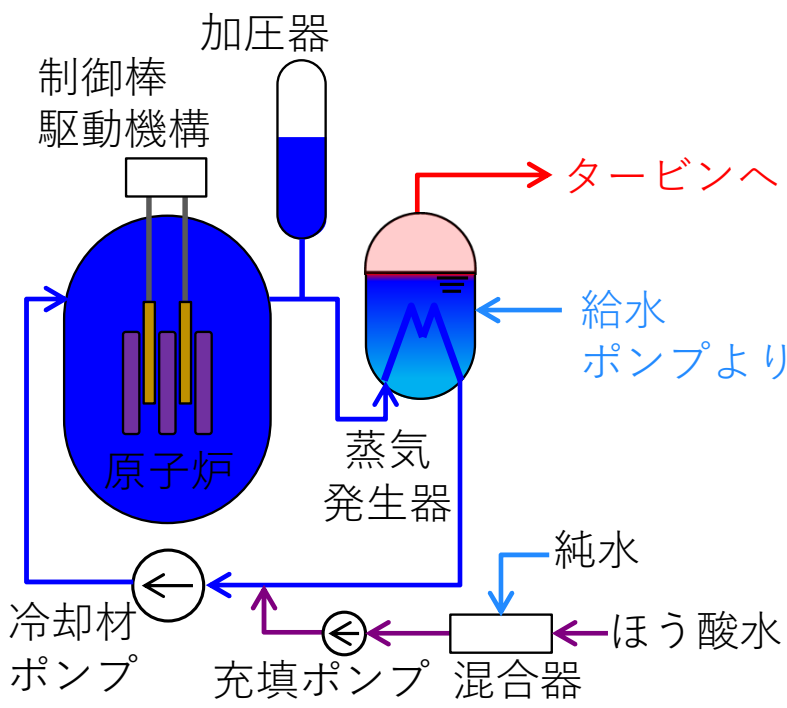 加圧器
制御棒
駆動機構
タービンへ
給水
ポンプより
原子炉
蒸気
発生器
純水
冷却材
ポンプ
充填ポンプ
混合器
ほう酸水